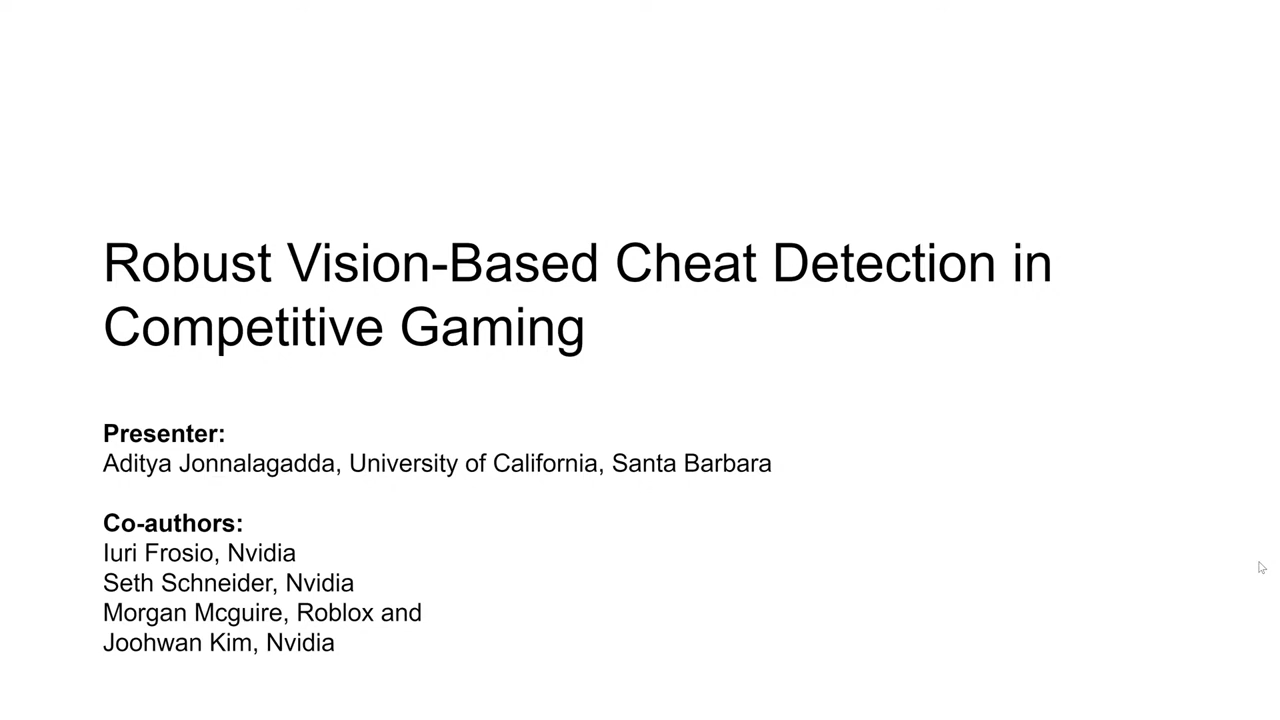 Robust Vision-Based Cheat Detection in
Competitive Gaming
Presenter:
Aditya Jonnalagadda, University of California, Santa Barbara
Co-authors:
Iuri Frosio, Nvidia
Seth Schneider, Nvidia
Morgan Mcguire, Roblox and
Joohwan Kim, Nvidia